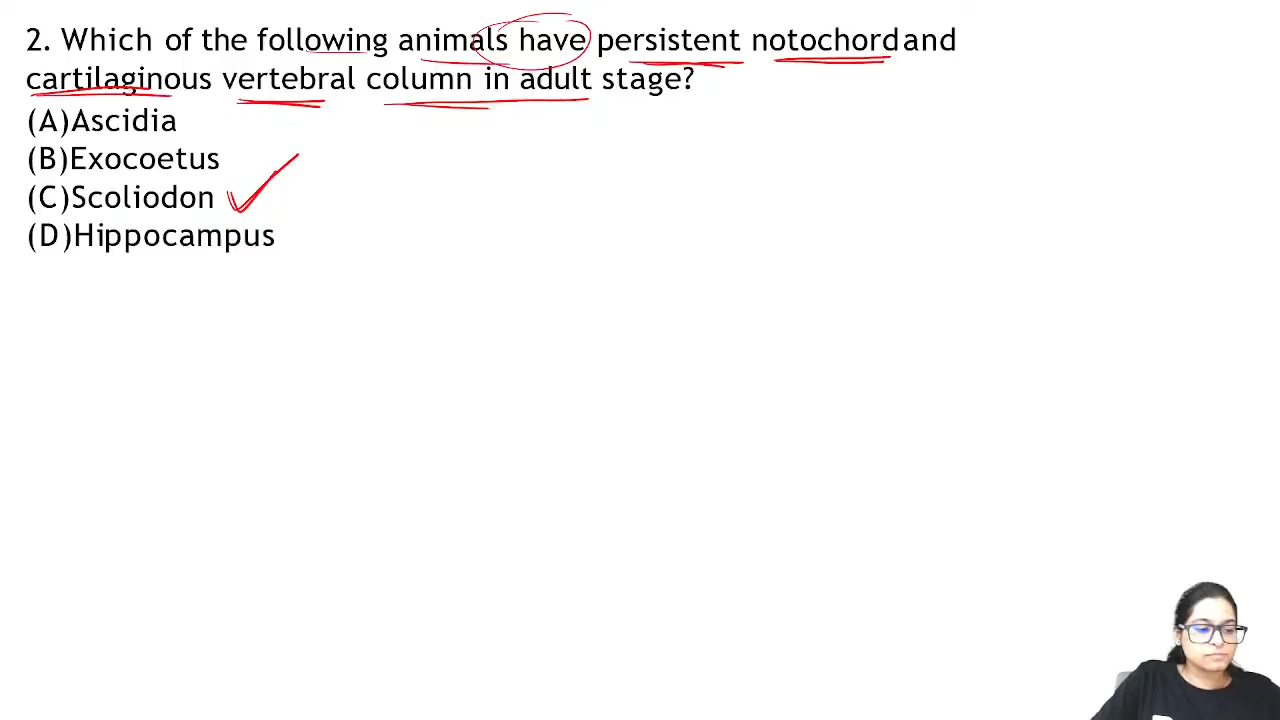 2. Which of the following animals have persistent notochord and
cartilaginous vertebral column in adult stage?
(A)Ascidia
(B)Exocoetus
(C)Scoliodon
(D)Hippocampus